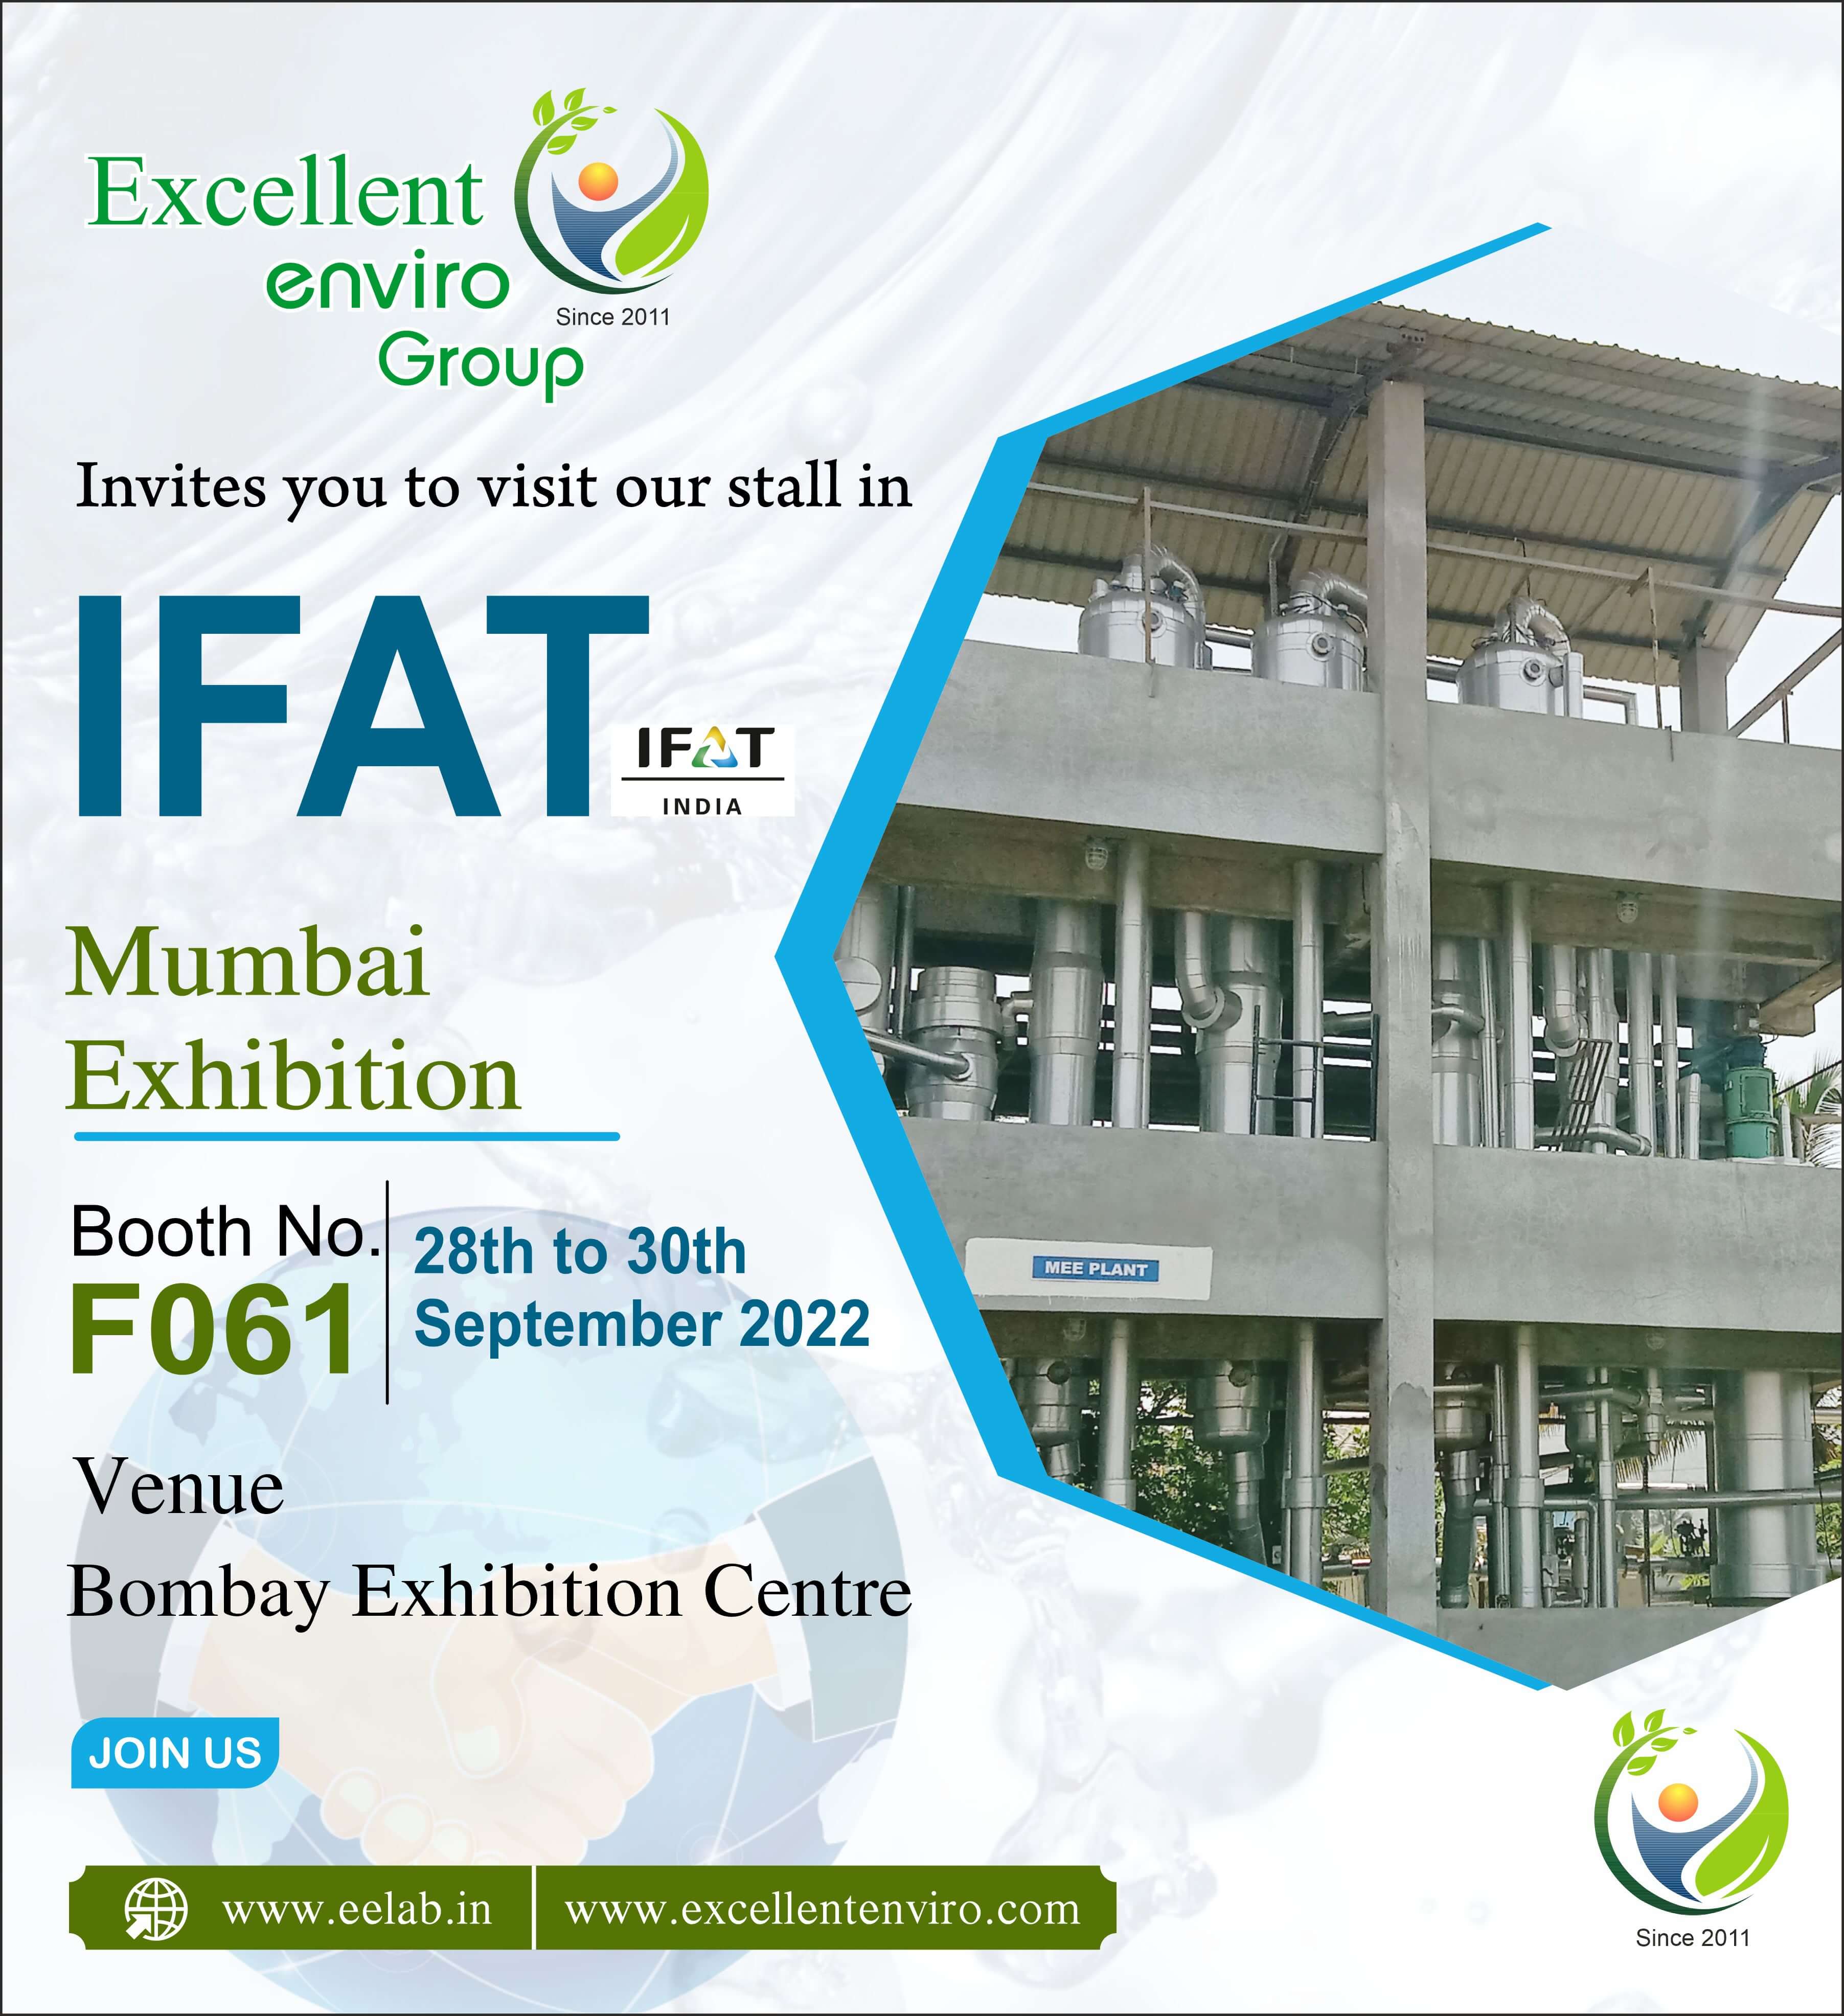 Excellent
enviro
Group
Since 2011
Invites you to visit our stall in
IFAT
IFAT
INDIA
Mumbai
Exhibition
Booth No.
F061
28th to 30th
September 2022
MEE PLANT
Venue
Bombay Exhibition Centre
JOIN US
www.eelab.in
www.excellentenviro.com
Since 2011